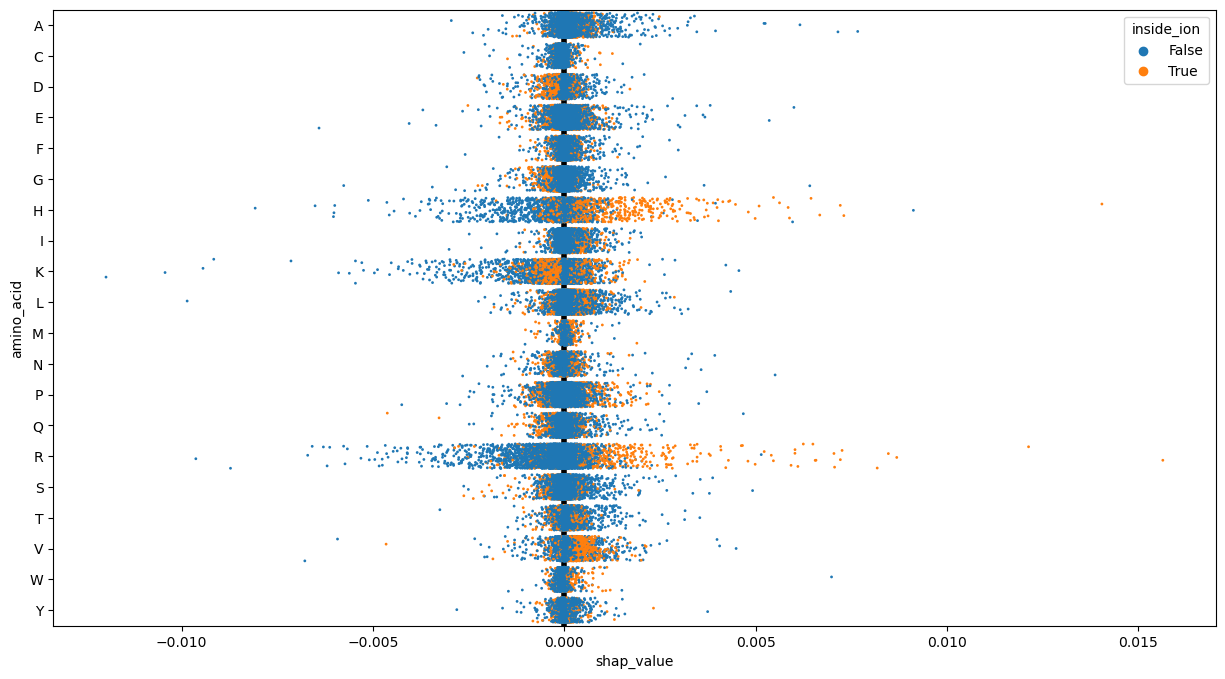 inside_ion
False
True
amino_acid
A
C
D
E
F
G
H
I
K
L
M
N
P
Q
R
S
T
V
W
Y
−0.010
−0.005
0.000
0.005
0.010
0.015
shap_value